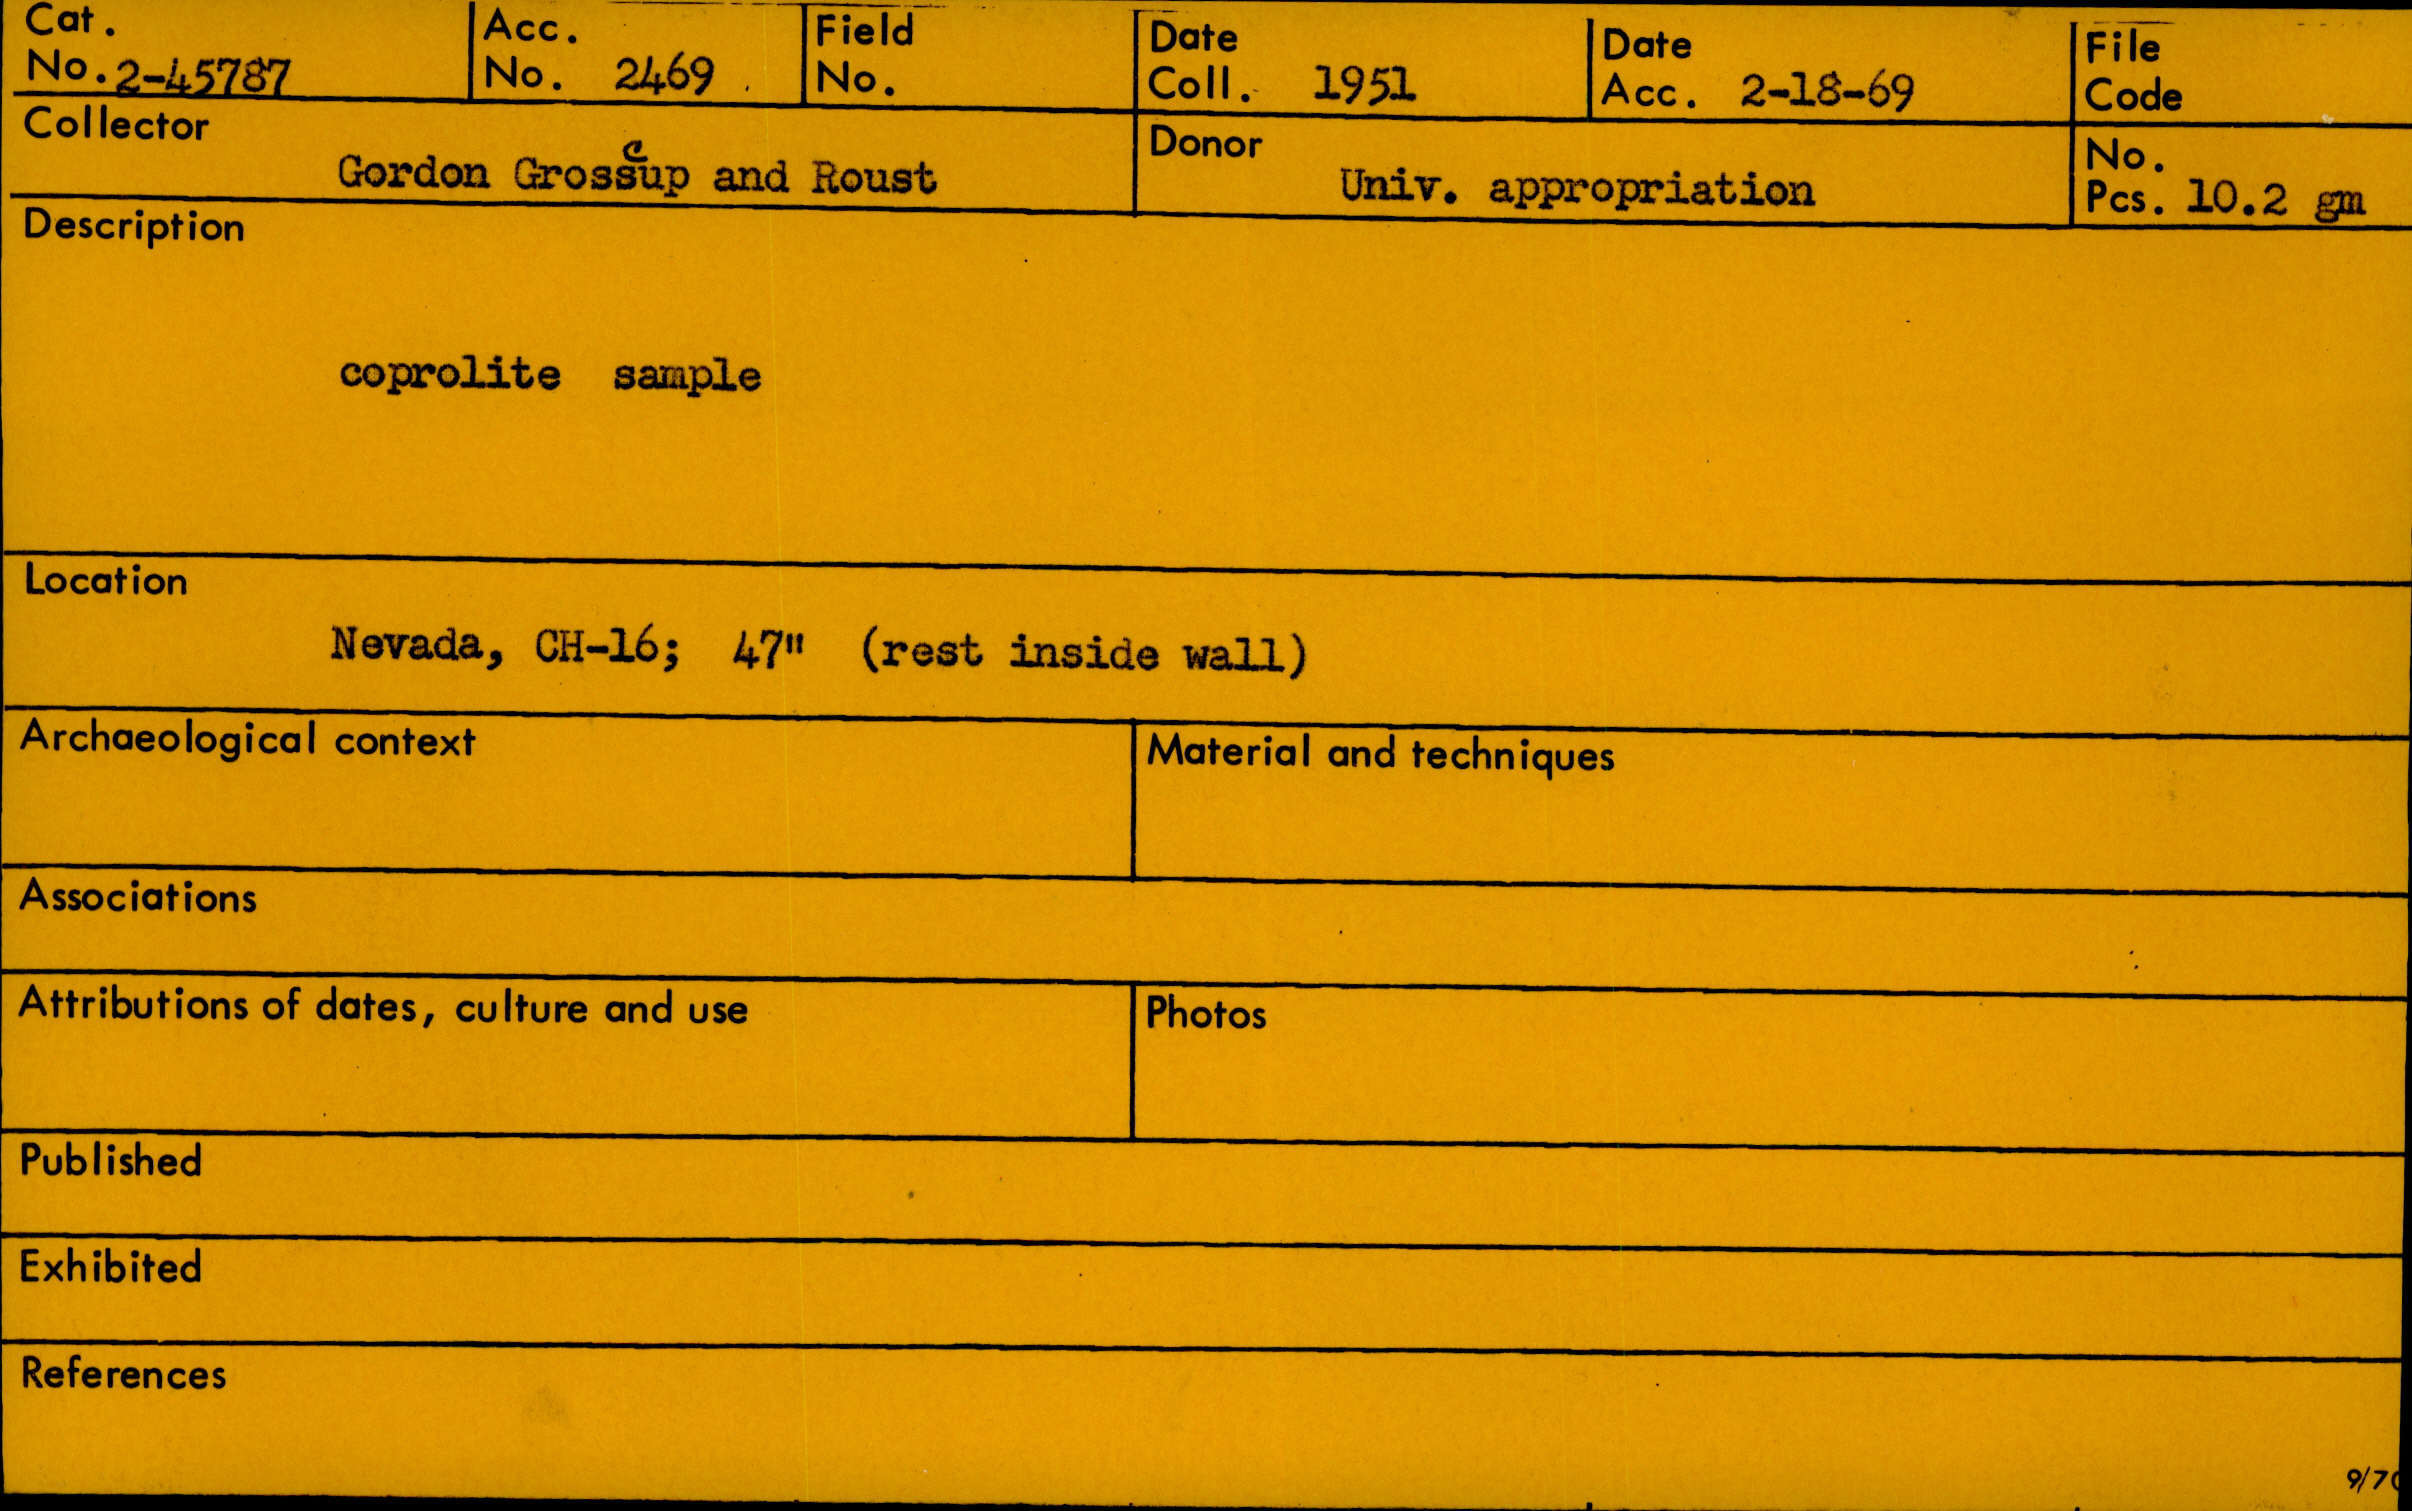 Cat. No. 2-45787
Acc. No. 2469
Field No.
Date Coll. 1951
Date Acc. 2-18-69
File Code
Collector
Gordon Grosscup and Roust
Donor
Univ. appropriation
No. Pcs. 10.2 gm
Description
coprolite sample
Location
Nevada, CH-16; 47" (rest inside wall)
Archaeological context
Material and techniques
Associations
Attributions of dates, culture and use
Photos
Published
Exhibited
References
9/70